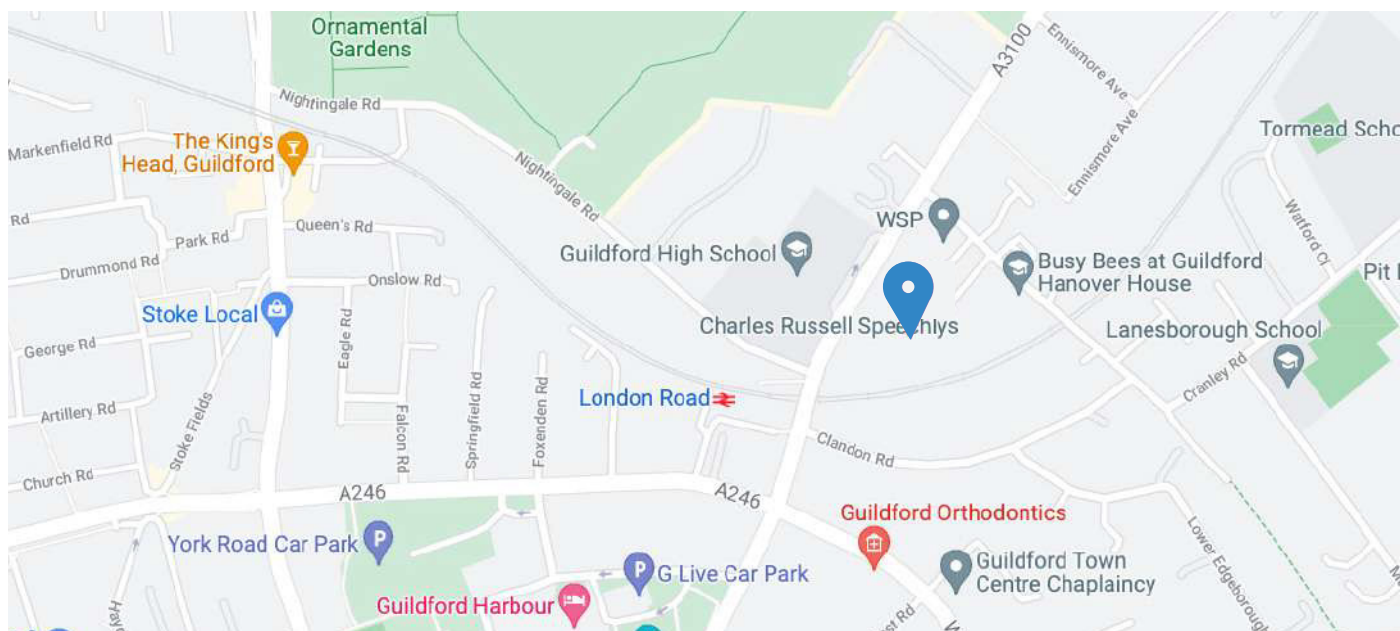 Ornamental
Gardens
A3100
Ennismore Ave
Nightingale Rd
Markenfield Rd
The King's
Head, Guildford
Tormead Scho
Nightingale Rd
Ennismore Ave
Rd
Queen's Rd
WSP
Watford Cl
Park Rd
Guildford High School
Drummond Rd
Busy Bees at Guildford
Hanover House
Pit
Onslow Rd
Stoke Local
Charles Russell Speechlys
Lanesborough School
George Rd
Eagle Rd
Cranley Rd
London Road
Artillery Rd
Stoke Fields
Falcon Rd
Springfield Rd
Foxenden Rd
Clandon Rd
Church Rd
A246
A246
Guildford Orthodontics
York Road Car Park
Lower Edgeborough
G Live Car Park
Guildford Town
Centre Chaplaincy
Guildford Harbour